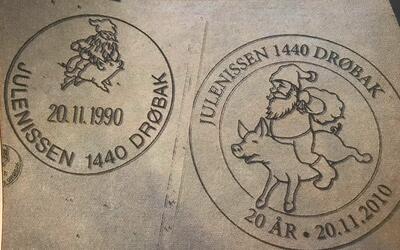 20.11.1990
JULENISSEN 1440 DRØBAK
JULENISSEN 1440 DRØBAK
20 ÅR • 20.11.2010